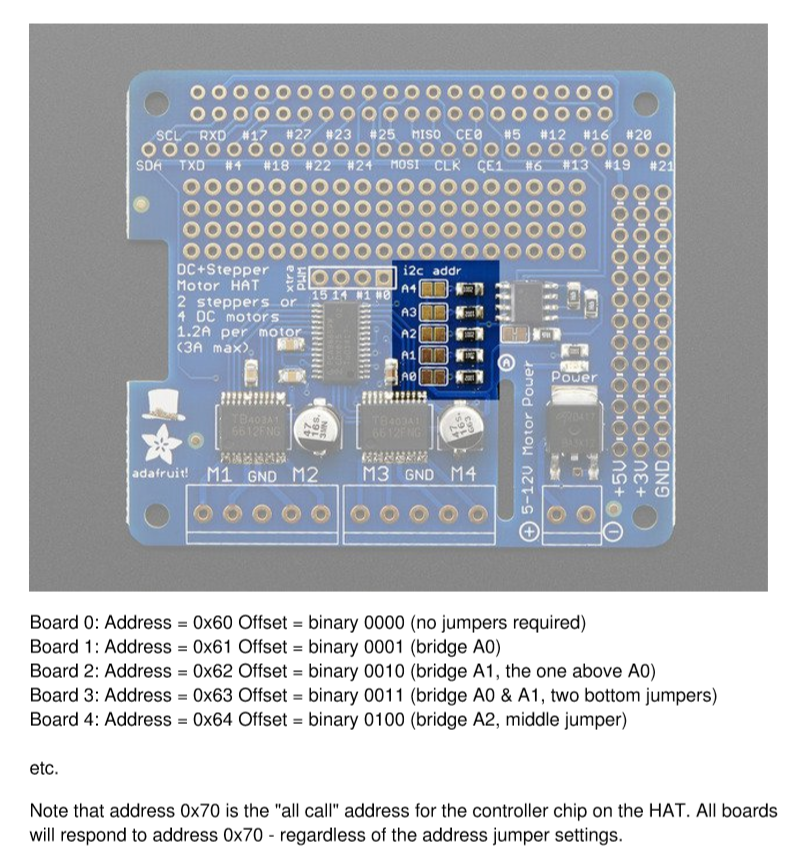 SCL RXD #17 #27 #23 #25 MISO CE0 #5 #12 #16 #20
SDA TXD #4 #18 #22 #24 MOSI CLK CE1 #6 #13 #19 #21
DC+Stepper
Motor HAT
2 steppers or
4 DC motors
1.2A per motor
(3A max)
xtra
PWM
15 14 #1 #0
i2c addr
A4
A3
A2
A1
A0
A
Power
5-12V Motor Power
+5V
+3V
GND
6612FNG
47
16S
6612FNG
47
16S
adafruit!
M1 GND M2 M3 GND M4
+ −
Board 0: Address = 0x60 Offset = binary 0000 (no jumpers required)
Board 1: Address = 0x61 Offset = binary 0001 (bridge A0)
Board 2: Address = 0x62 Offset = binary 0010 (bridge A1, the one above A0)
Board 3: Address = 0x63 Offset = binary 0011 (bridge A0 & A1, two bottom jumpers)
Board 4: Address = 0x64 Offset = binary 0100 (bridge A2, middle jumper)
etc.
Note that address 0x70 is the "all call" address for the controller chip on the HAT. All boards
will respond to address 0x70 - regardless of the address jumper settings.